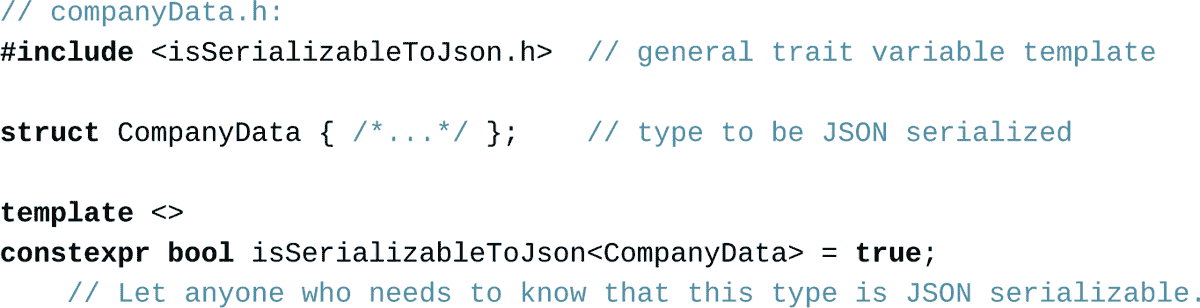 // companyData.h:
#include <isSerializableToJson.h>  // general trait variable template
struct CompanyData { /*...*/ };    // type to be JSON serialized
template <>
constexpr bool isSerializableToJson<CompanyData> = true;
    // Let anyone who needs to know that this type is JSON serializable